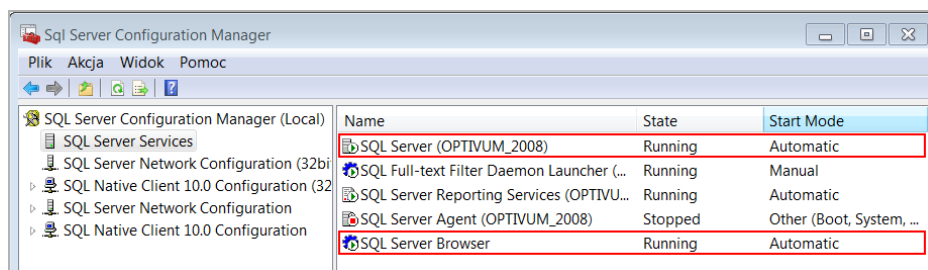 Sql Server Configuration Manager
Plik Akcja Widok Pomoc
SQL Server Configuration Manager (Local)
SQL Server Services
SQL Server Network Configuration (32bi
SQL Native Client 10.0 Configuration (32
SQL Server Network Configuration
SQL Native Client 10.0 Configuration
Name State Start Mode
SQL Server (OPTIVUM_2008) Running Automatic
SQL Full-text Filter Daemon Launcher (... Running Manual
SQL Server Reporting Services (OPTIVU... Running Automatic
SQL Server Agent (OPTIVUM_2008) Stopped Other (Boot, System, ...
SQL Server Browser Running Automatic